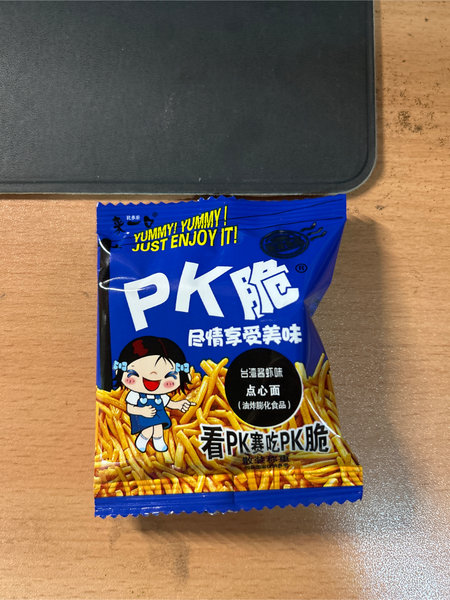 YUMMY! YUMMY!
JUST ENJOY IT!
PK脆®
尽情享受美味
台湾酱虾味
点心面
(油炸膨化食品)
看PK赛吃PK脆